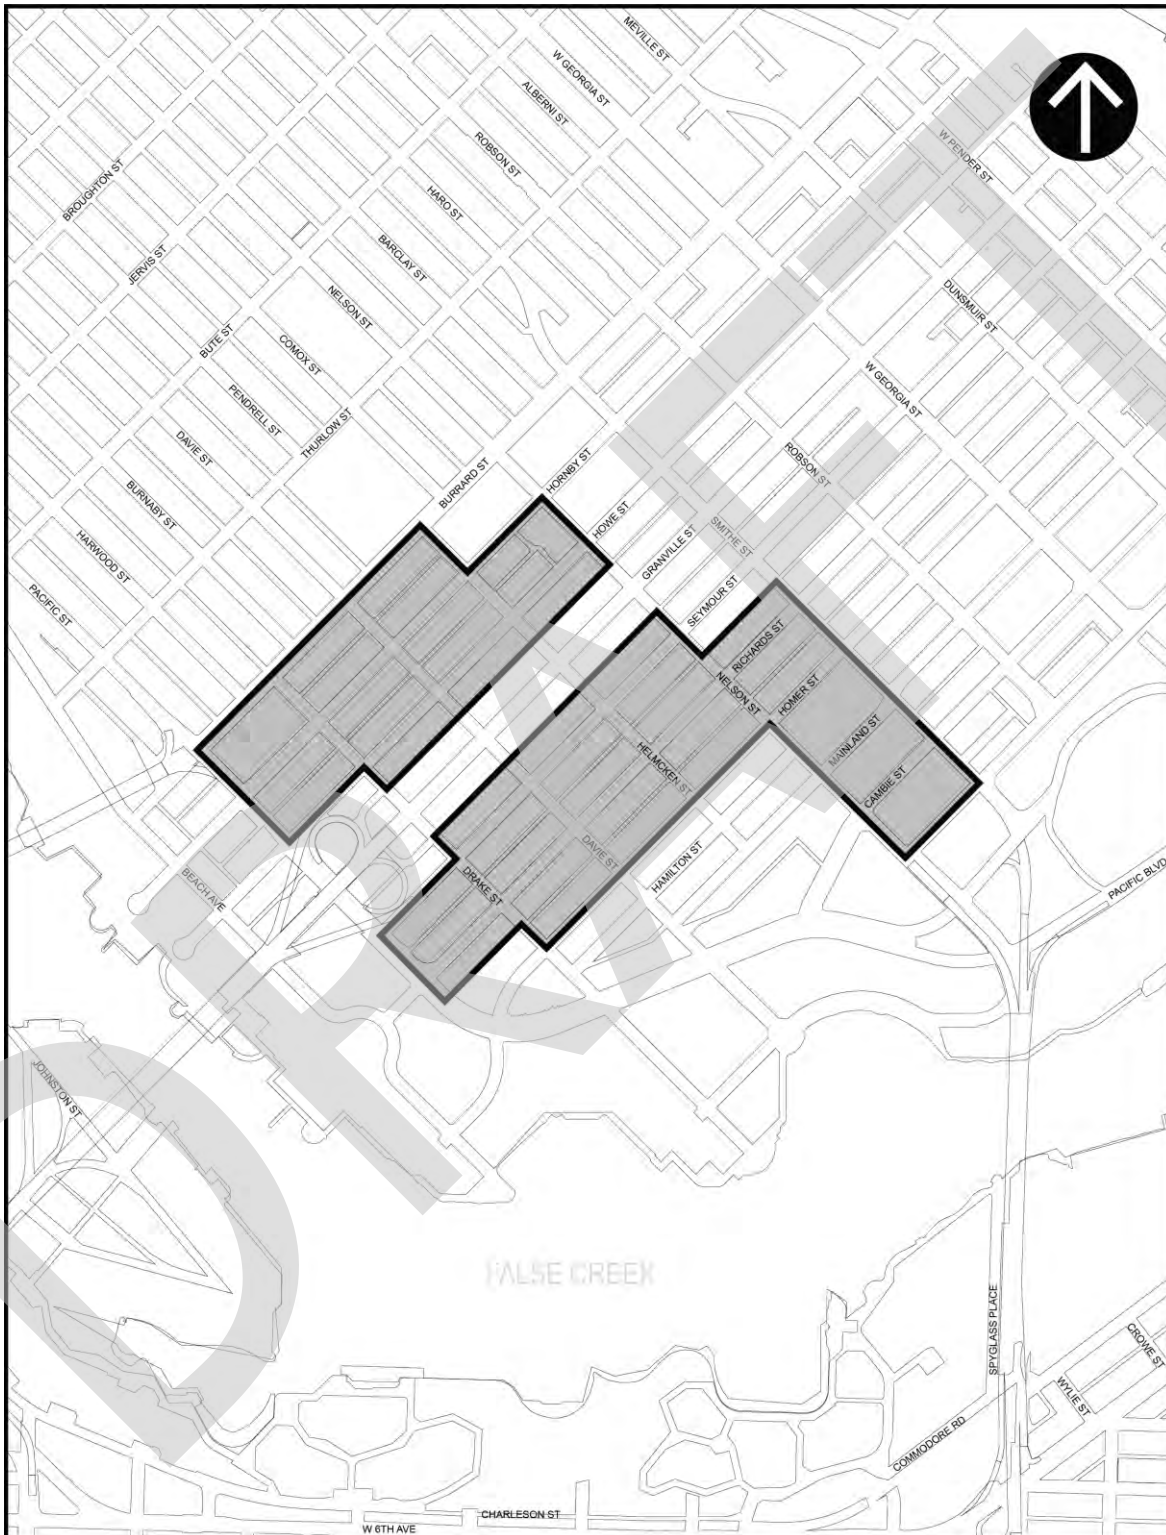 MEVILLE ST
W GEORGIA ST
ALBERNI ST
ROBSON ST
W PENDER ST
HARO ST
BROUGHTON ST
BARCLAY ST
JERVIS ST
NELSON ST
DUNSMUIR ST
BUTE ST
COMOX ST
PENDRELL ST
W GEORGIA ST
THURLOW ST
DAVIE ST
ROBSON ST
BURRARD ST
HORNBY ST
BURNABY ST
HOWE ST
SMITHE ST
HARWOOD ST
GRANVILLE ST
PACIFIC ST
SEYMOUR ST
RICHARDS ST
NELSON ST
HOMER ST
MAINLAND ST
HELMCKEN ST
CAMBIE ST
DAVIE ST
HAMILTON ST
DRAKE ST
BEACH AVE
PACIFIC BLVD
JOHNSTON ST
FALSE CREEK
SPYGLASS PLACE
CROWE ST
WYLIE ST
COMMODORE RD
CHARLESON ST
W 6TH AVE
DRAFT